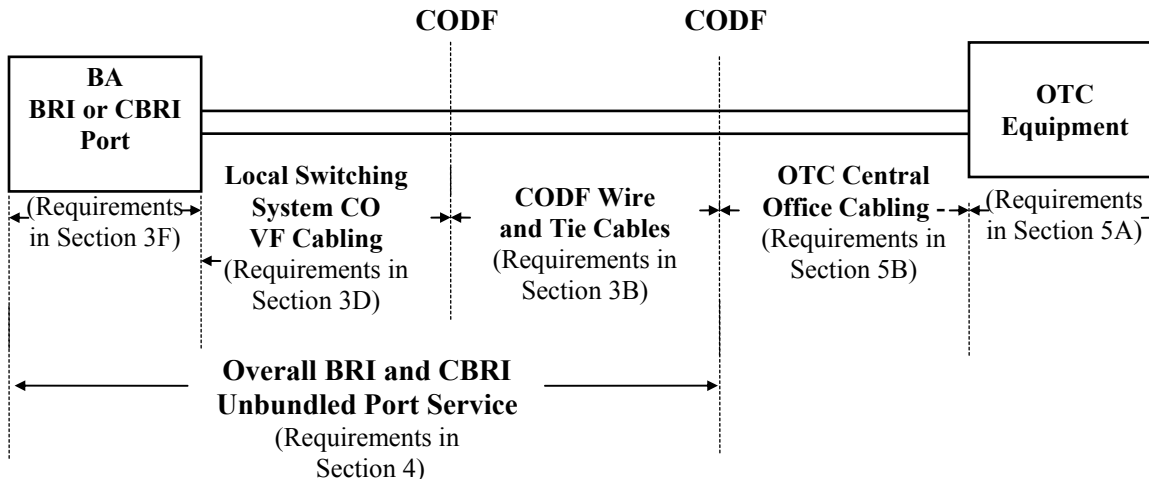 CODF
CODF
BA
BRI or CBRI
Port
OTC
Equipment
(Requirements
in Section 3F)
Local Switching
System CO
VF Cabling
(Requirements in
Section 3D)
CODF Wire
and Tie Cables
(Requirements in
Section 3B)
OTC Central
Office Cabling -
(Requirements in
Section 5B)
(Requirements
in Section 5A)
Overall BRI and CBRI
Unbundled Port Service
(Requirements in
Section 4)